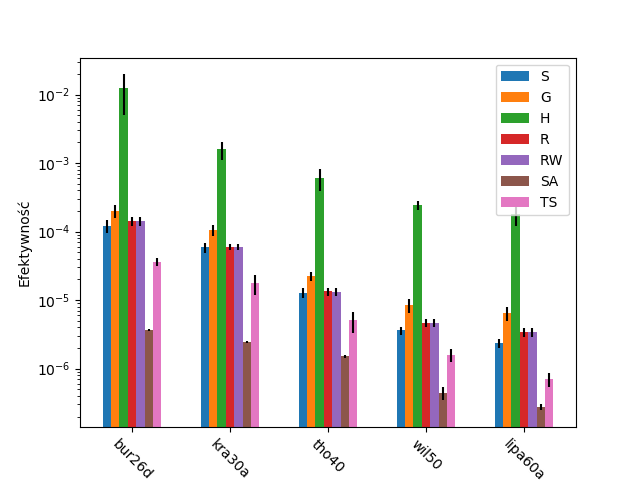 Efektywność
10⁻²
10⁻³
10⁻⁴
10⁻⁵
10⁻⁶
S
G
H
R
RW
SA
TS
bur26d
kra30a
tho40
wil50
lipa60a